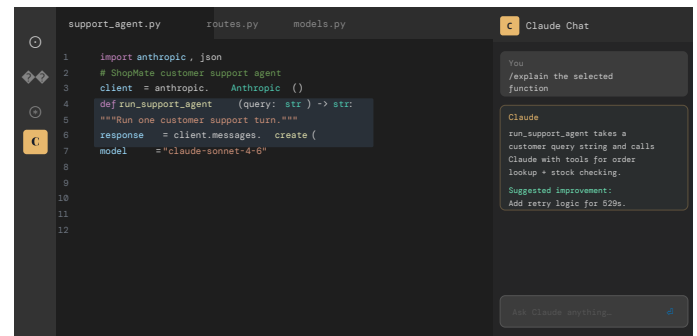 support_agent.py routes.py models.py
C Claude Chat
1 import anthropic , json
2 # ShopMate customer support agent
3 client = anthropic. Anthropic ()
4 def run_support_agent (query: str ) -> str:
5 """Run one customer support turn."""
6 response = client.messages. create (
7 model ="claude-sonnet-4-6"
8
9
10
11
12
C
You
/explain the selected
function
Claude
run_support_agent takes a
customer query string and calls
Claude with tools for order
lookup + stock checking.
Suggested improvement:
Add retry logic for 529s.
Ask Claude anything…